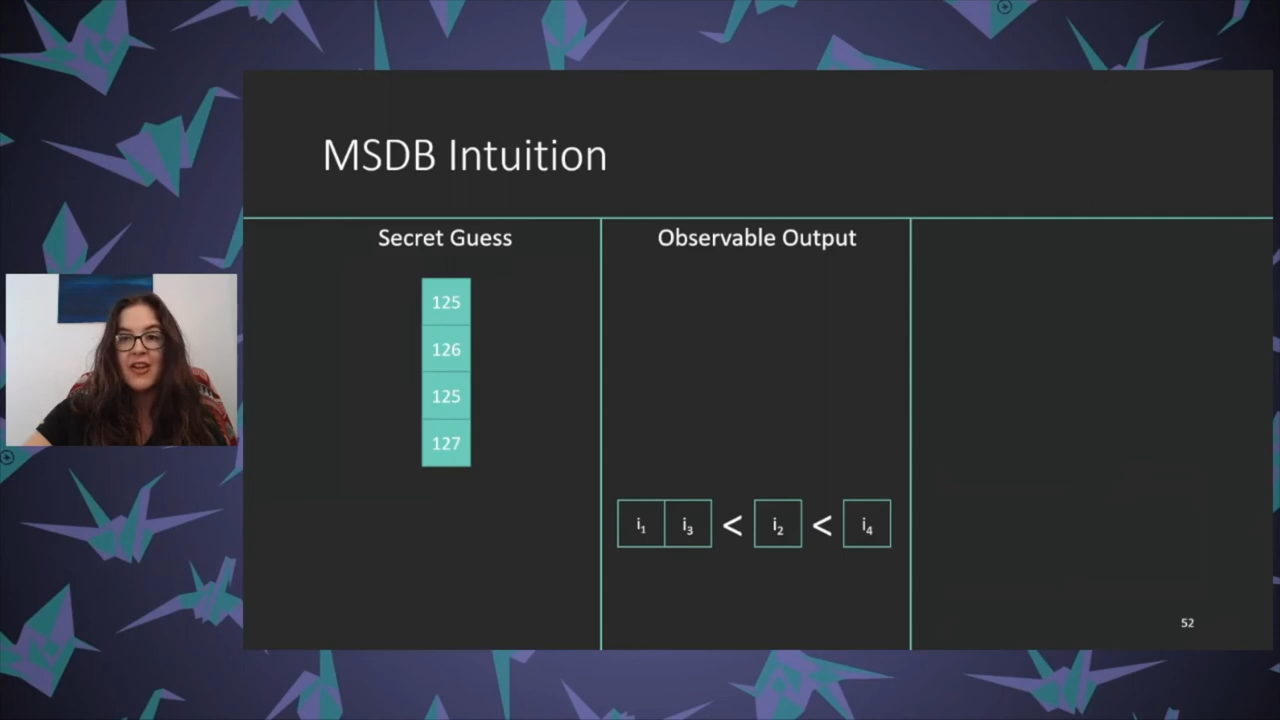 MSDB Intuition
Secret Guess
Observable Output
125
126
125
127
i₁ i₃ < i₂ < i₄
52